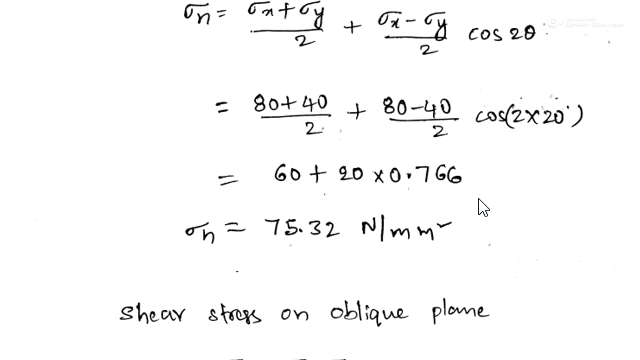 σn = σx + σy / 2 + σx - σy / 2 cos 2θ
= 80 + 40 / 2 + 80 - 40 / 2 cos(2 × 20°)
= 60 + 20 × 0.766
σn = 75.32 N/mm²
Shear stress on oblique plane